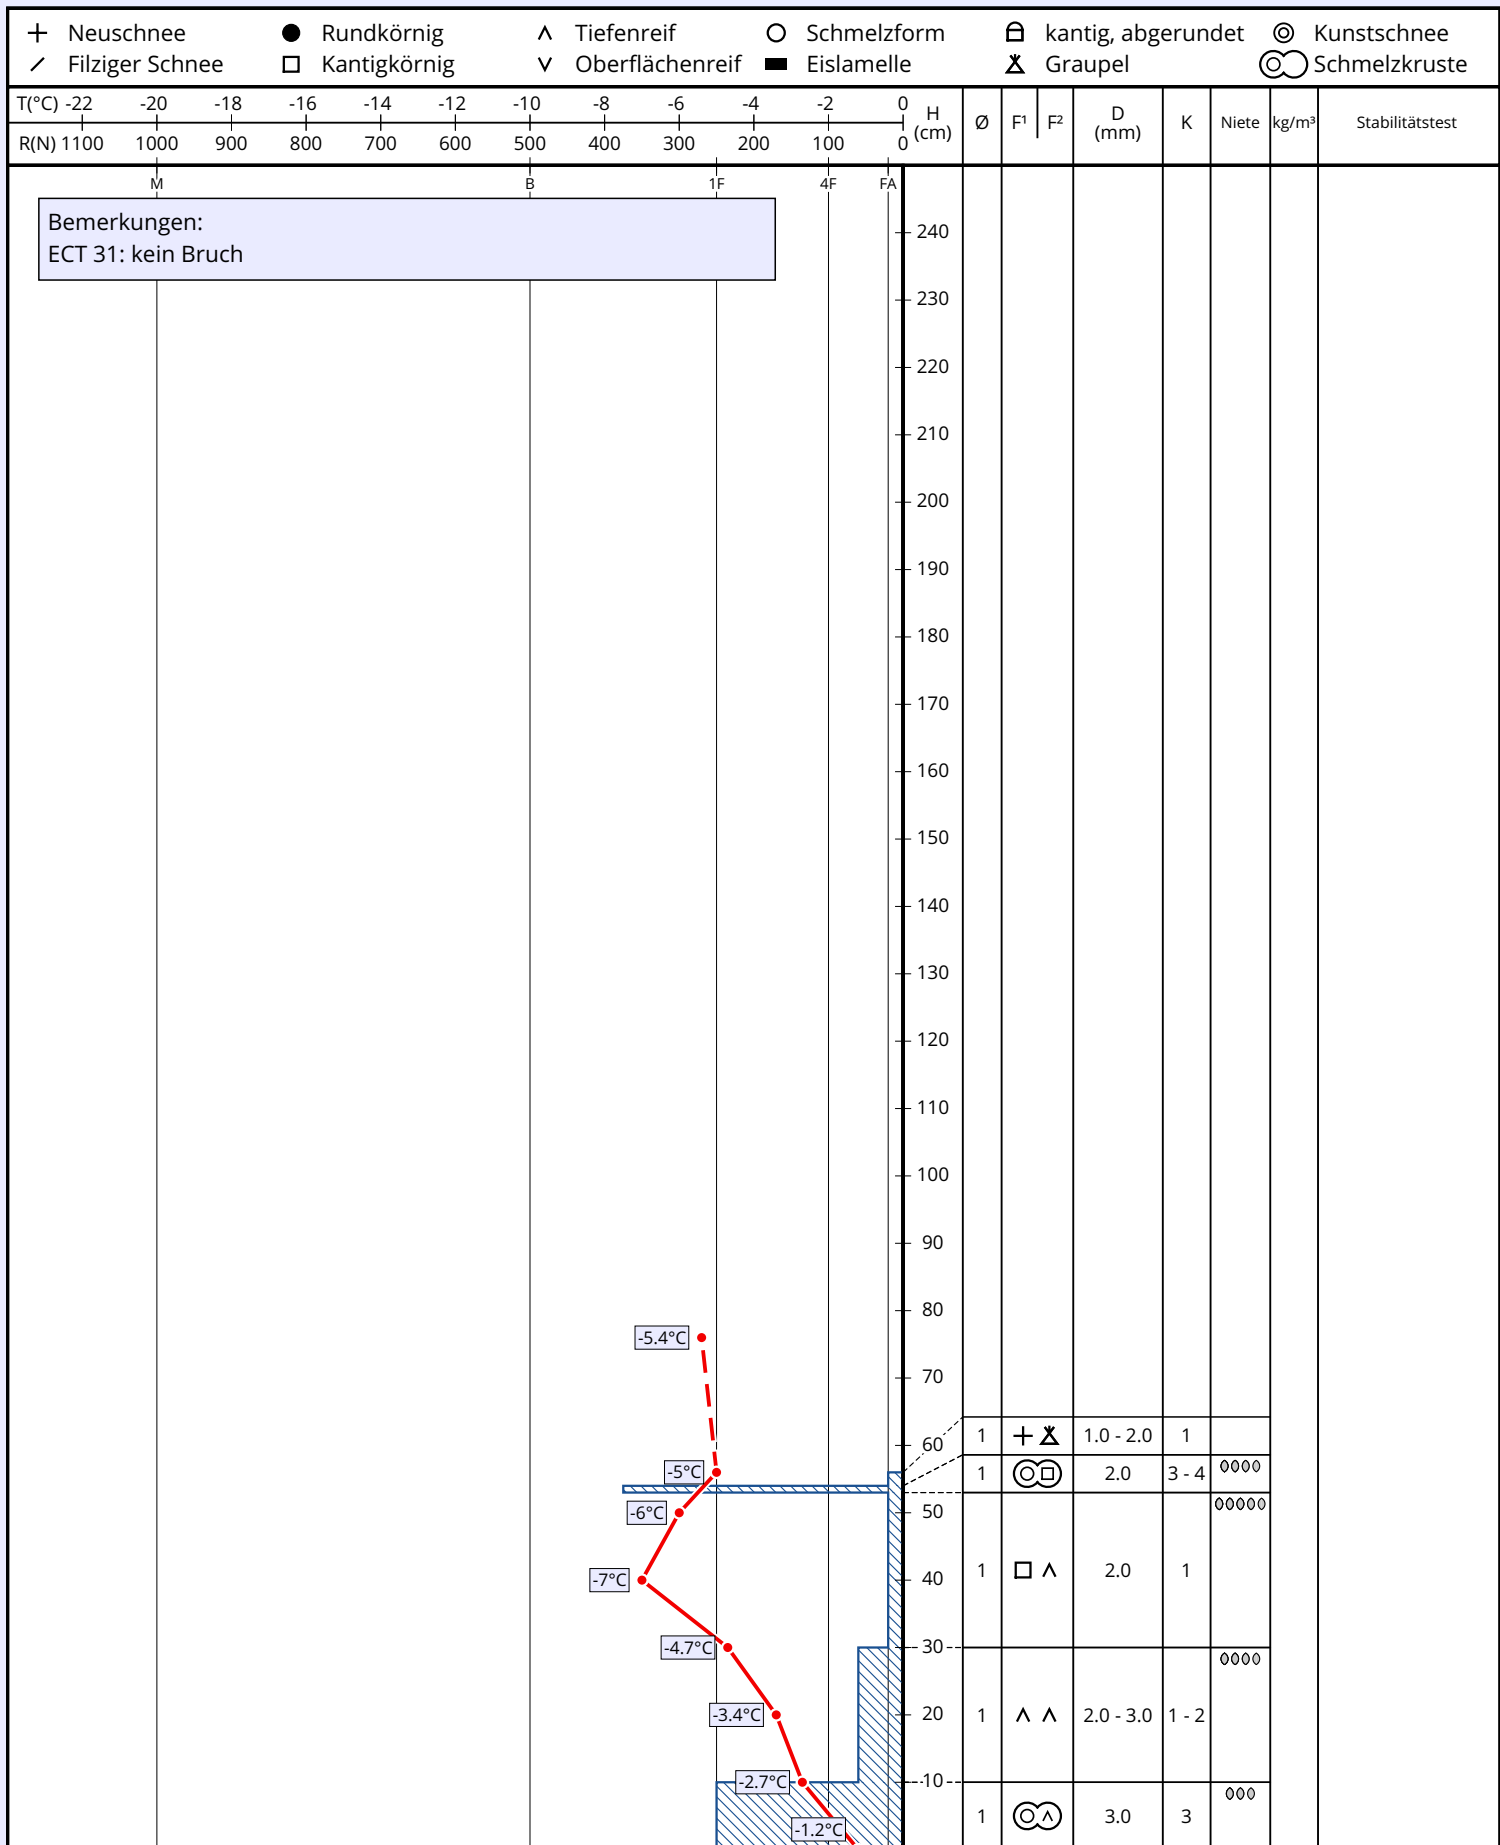 Neuschnee Rundkörnig Tiefenreif Schmelzform kantig, abgerundet Kunstschnee
Filziger Schnee Kantigkörnig Oberflächenreif Eislamelle Graupel Schmelzkruste
T(°C) -22 -20 -18 -16 -14 -12 -10 -8 -6 -4 -2 0
R(N) 1100 1000 900 800 700 600 500 400 300 200 100 0
H (cm) Ø F¹ F² D (mm) K Niete kg/m³ Stabilitätstest
M B 1F 4F FA
Bemerkungen:
ECT 31: kein Bruch
240
230
220
210
200
190
180
170
160
150
140
130
120
110
100
90
80
-5.4°C
70
60 1 1.0 - 2.0 1
-5°C 1 2.0 3 - 4
-6°C 50
-7°C 40 1 2.0 1
-4.7°C 30
-3.4°C 20 1 2.0 - 3.0 1 - 2
-2.7°C 10
-1.2°C 1 3.0 3